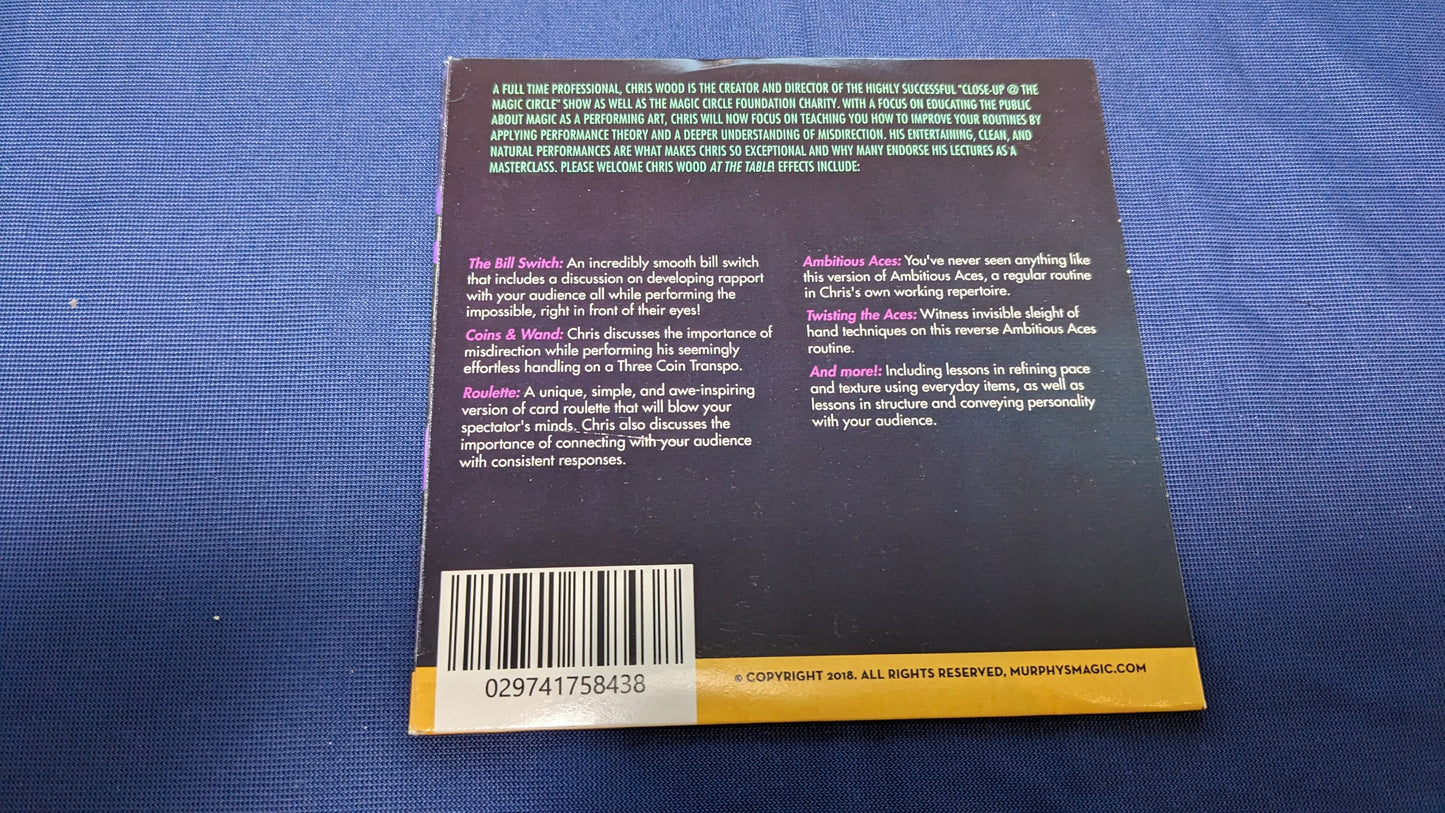 A FULL TIME PROFESSIONAL, CHRIS WOOD IS THE CREATOR AND DIRECTOR OF THE HIGHLY SUCCESSFUL "CLOSE-UP @ THE
MAGIC CIRCLE" SHOW AS WELL AS THE MAGIC CIRCLE FOUNDATION CHARITY. WITH A FOCUS ON EDUCATING THE PUBLIC
ABOUT MAGIC AS A PERFORMING ART, CHRIS WILL NOW FOCUS ON TEACHING YOU HOW TO IMPROVE YOUR ROUTINES BY
APPLYING PERFORMANCE THEORY AND A DEEPER UNDERSTANDING OF MISDIRECTION. HIS ENTERTAINING, CLEAN, AND
NATURAL PERFORMANCES ARE WHAT MAKES CHRIS SO EXCEPTIONAL AND WHY MANY ENDORSE HIS LECTURES AS A
MASTERCLASS. PLEASE WELCOME CHRIS WOOD AT THE TABLE! EFFECTS INCLUDE:
The Bill Switch: An incredibly smooth bill switch
that includes a discussion on developing rapport
with your audience all while performing the
impossible, right in front of their eyes!
Coins & Wand: Chris discusses the importance of
misdirection while performing his seemingly
effortless handling on a Three Coin Transpo.
Roulette: A unique, simple, and awe-inspiring
version of card roulette that will blow your
spectator's minds. Chris also discusses the
importance of connecting with your audience
with consistent responses.
Ambitious Aces: You've never seen anything like
this version of Ambitious Aces, a regular routine
in Chris's own working repertoire.
Twisting the Aces: Witness invisible sleight of
hand techniques on this reverse Ambitious Aces
routine.
And more!: Including lessons in refining pace
and texture using everyday items, as well as
lessons in structure and conveying personality
with your audience.
029741758438
© COPYRIGHT 2018. ALL RIGHTS RESERVED, MURPHYSMAGIC.COM